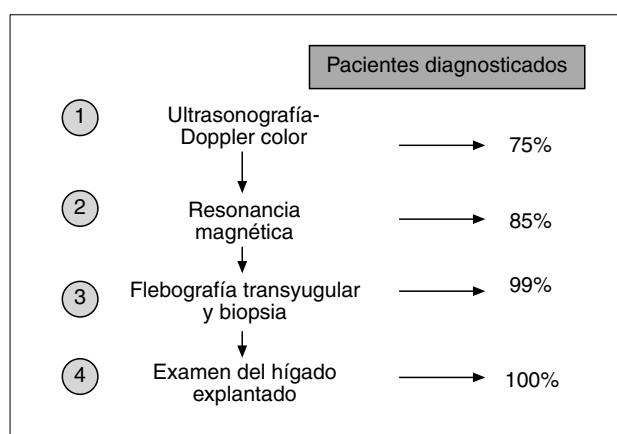 Pacientes diagnosticados
1
Ultrasonografía-
Doppler color
75%
2
Resonancia
magnética
85%
3
Flebografía transyugular
y biopsia
99%
4
Examen del hígado
explantado
100%